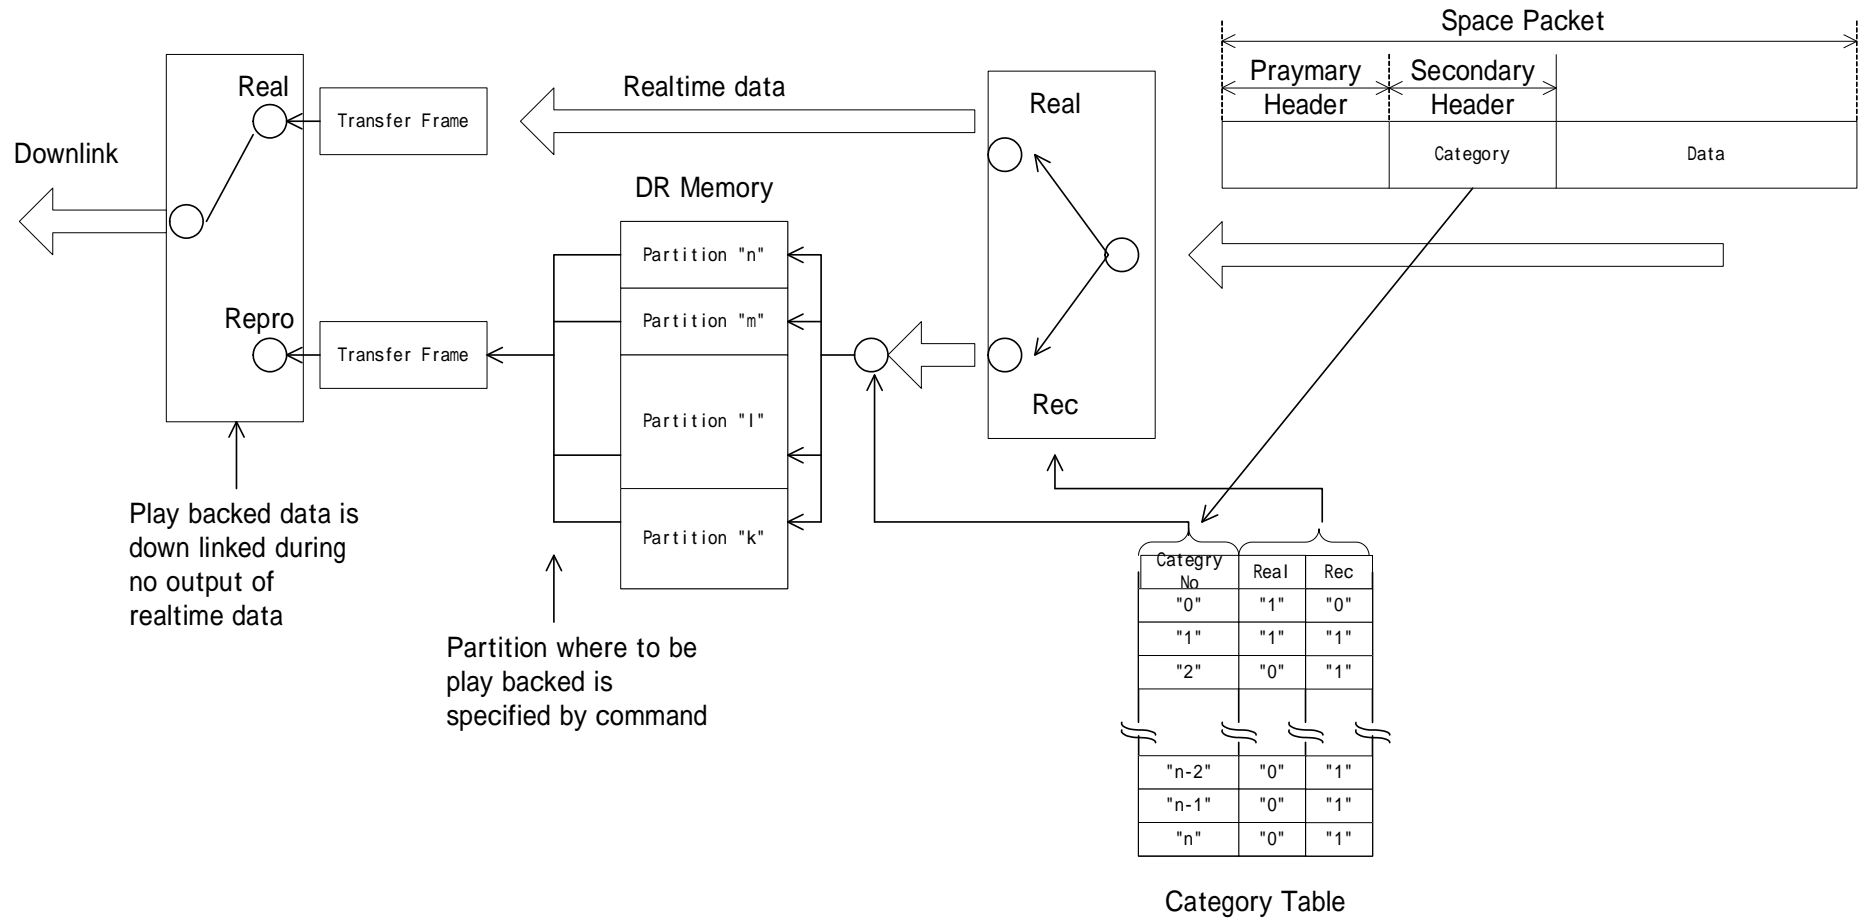 Space Packet
Praymary
Header
Secondary
Header
Category
Data
Real
Transfer Frame
Realtime data
Real
Downlink
DR Memory
Partition "n"
Partition "m"
Partition "l"
Partition "k"
Repro
Transfer Frame
Rec
Play backed data is
down linked during
no output of
realtime data
Partition where to be
play backed is
specified by command
Categry
No
Real
Rec
"0" "1" "0"
"1" "1" "1"
"2" "0" "1"
"n-2" "0" "1"
"n-1" "0" "1"
"n" "0" "1"
Category Table